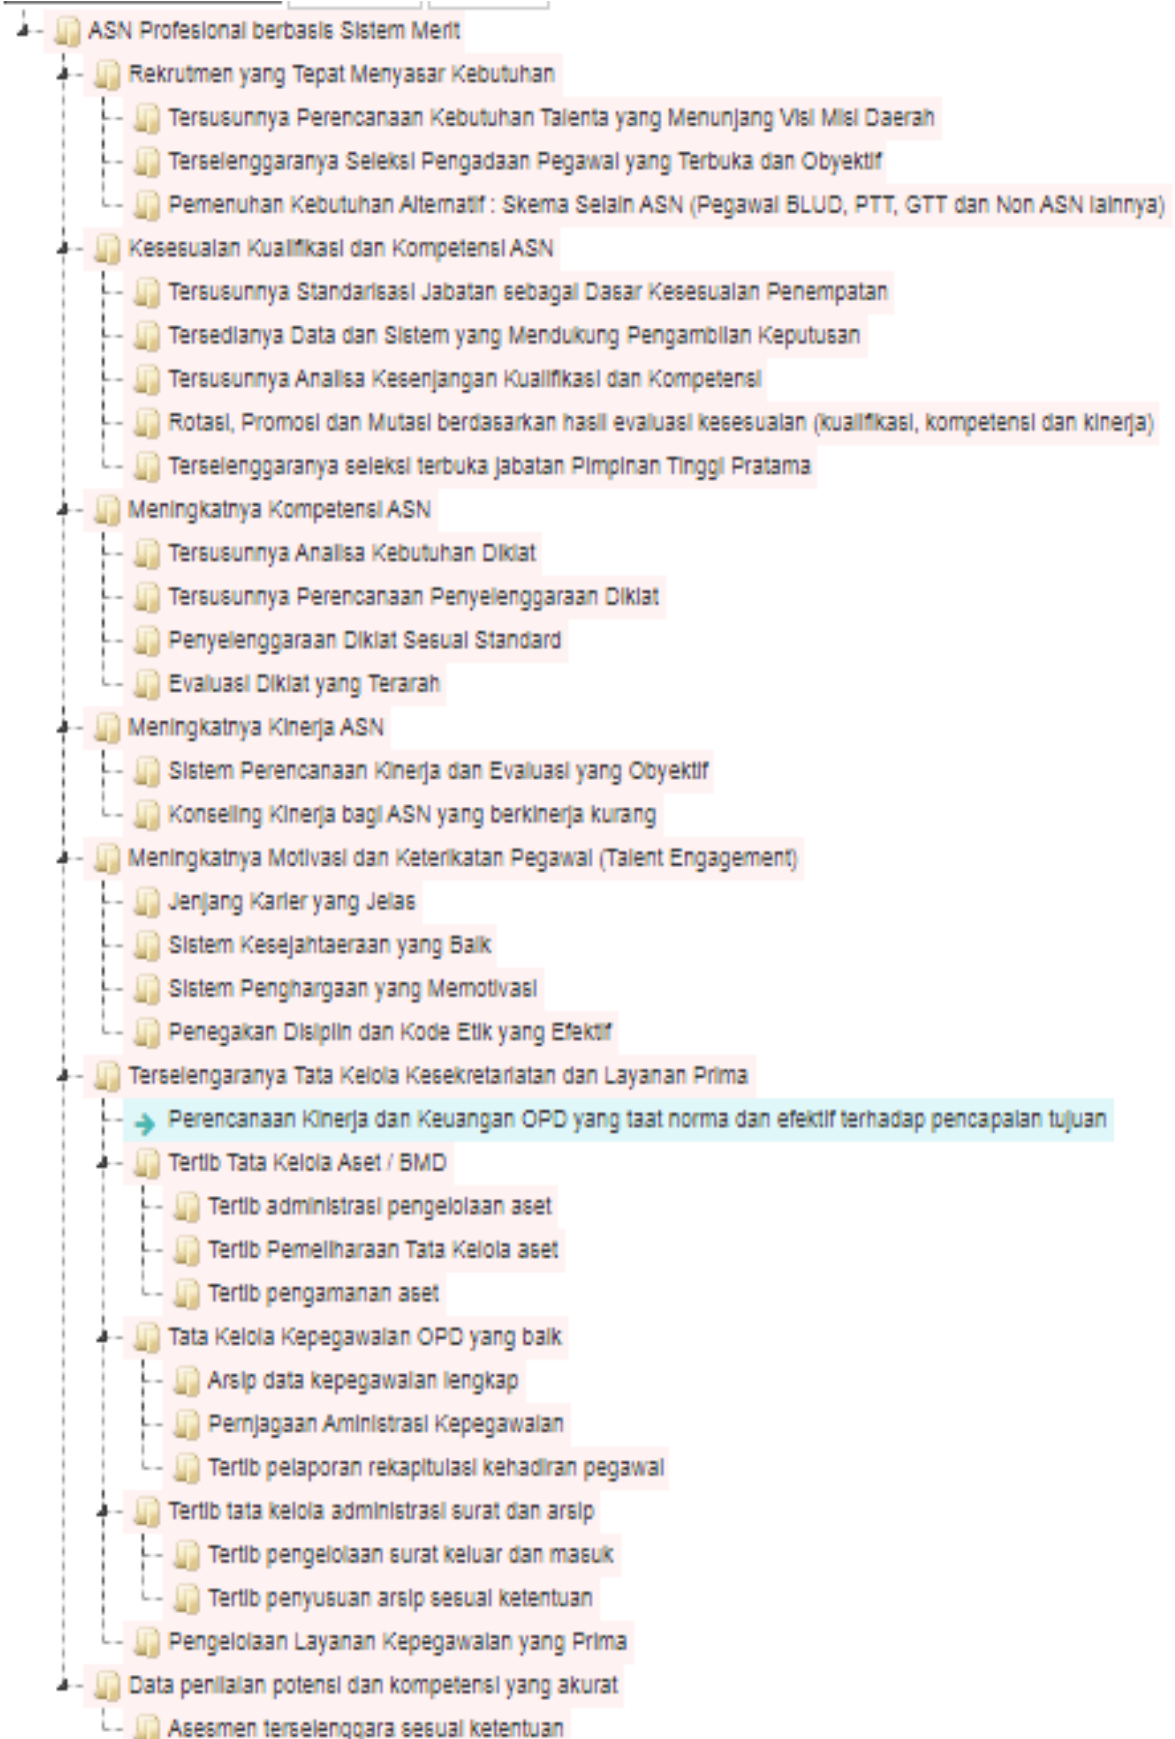 ASN Profesional berbasis Sistem Merit
Rekrutmen yang Tepat Menyasar Kebutuhan
Tersusunnya Perencanaan Kebutuhan Talenta yang Menunjang Visi Misi Daerah
Terselenggaranya Seleksi Pengadaan Pegawai yang Terbuka dan Obyektif
Pemenuhan Kebutuhan Alternatif : Skema Selain ASN (Pegawai BLUD, PTT, GTT dan Non ASN lainnya)
Kesesuaian Kualifikasi dan Kompetensi ASN
Tersusunnya Standarisasi Jabatan sebagai Dasar Kesesuaian Penempatan
Tersedianya Data dan Sistem yang Mendukung Pengambilan Keputusan
Tersusunnya Analisa Kesenjangan Kualifikasi dan Kompetensi
Rotasi, Promosi dan Mutasi berdasarkan hasil evaluasi kesesuaian (kualifikasi, kompetensi dan kinerja)
Terselenggaranya seleksi terbuka jabatan Pimpinan Tinggi Pratama
Meningkatnya Kompetensi ASN
Tersusunnya Analisa Kebutuhan Diklat
Tersusunnya Perencanaan Penyelenggaraan Diklat
Penyelenggaraan Diklat Sesuai Standard
Evaluasi Diklat yang Terarah
Meningkatnya Kinerja ASN
Sistem Perencanaan Kinerja dan Evaluasi yang Obyektif
Konseling Kinerja bagi ASN yang berkinerja kurang
Meningkatnya Motivasi dan Keterikatan Pegawai (Talent Engagement)
Jenjang Karier yang Jelas
Sistem Kesejahtaeraan yang Baik
Sistem Penghargaan yang Memotivasi
Penegakan Disiplin dan Kode Etik yang Efektif
Terselengaranya Tata Kelola Kesekretariatan dan Layanan Prima
Perencanaan Kinerja dan Keuangan OPD yang taat norma dan efektif terhadap pencapaian tujuan
Tertib Tata Kelola Aset / BMD
Tertib administrasi pengelolaan aset
Tertib Pemeliharaan Tata Kelola aset
Tertib pengamanan aset
Tata Kelola Kepegawaian OPD yang baik
Arsip data kepegawaian lengkap
Pernjagaan Aministrasi Kepegawaian
Tertib pelaporan rekapitulasi kehadiran pegawai
Tertib tata kelola administrasi surat dan arsip
Tertib pengelolaan surat keluar dan masuk
Tertib penyusuan arsip sesuai ketentuan
Pengelolaan Layanan Kepegawaian yang Prima
Data penilaian potensi dan kompetensi yang akurat
Asesmen terselenggara sesuai ketentuan